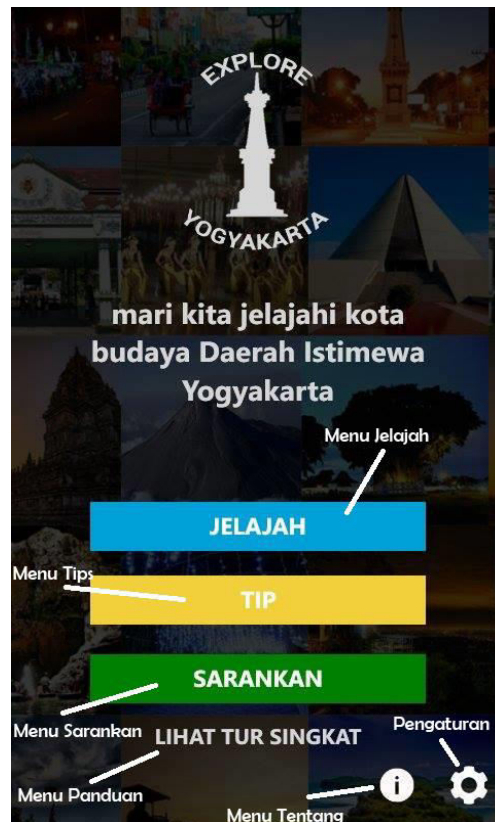 EXPLORE
YOGYAKARTA
mari kita jelajahi kota
budaya Daerah Istimewa
Yogyakarta
Menu Jelajah
JELAJAH
Menu Tips
TIP
SARANKAN
Menu Sarankan
LIHAT TUR SINGKAT
Pengaturan
Menu Panduan
i
Menu Tentang